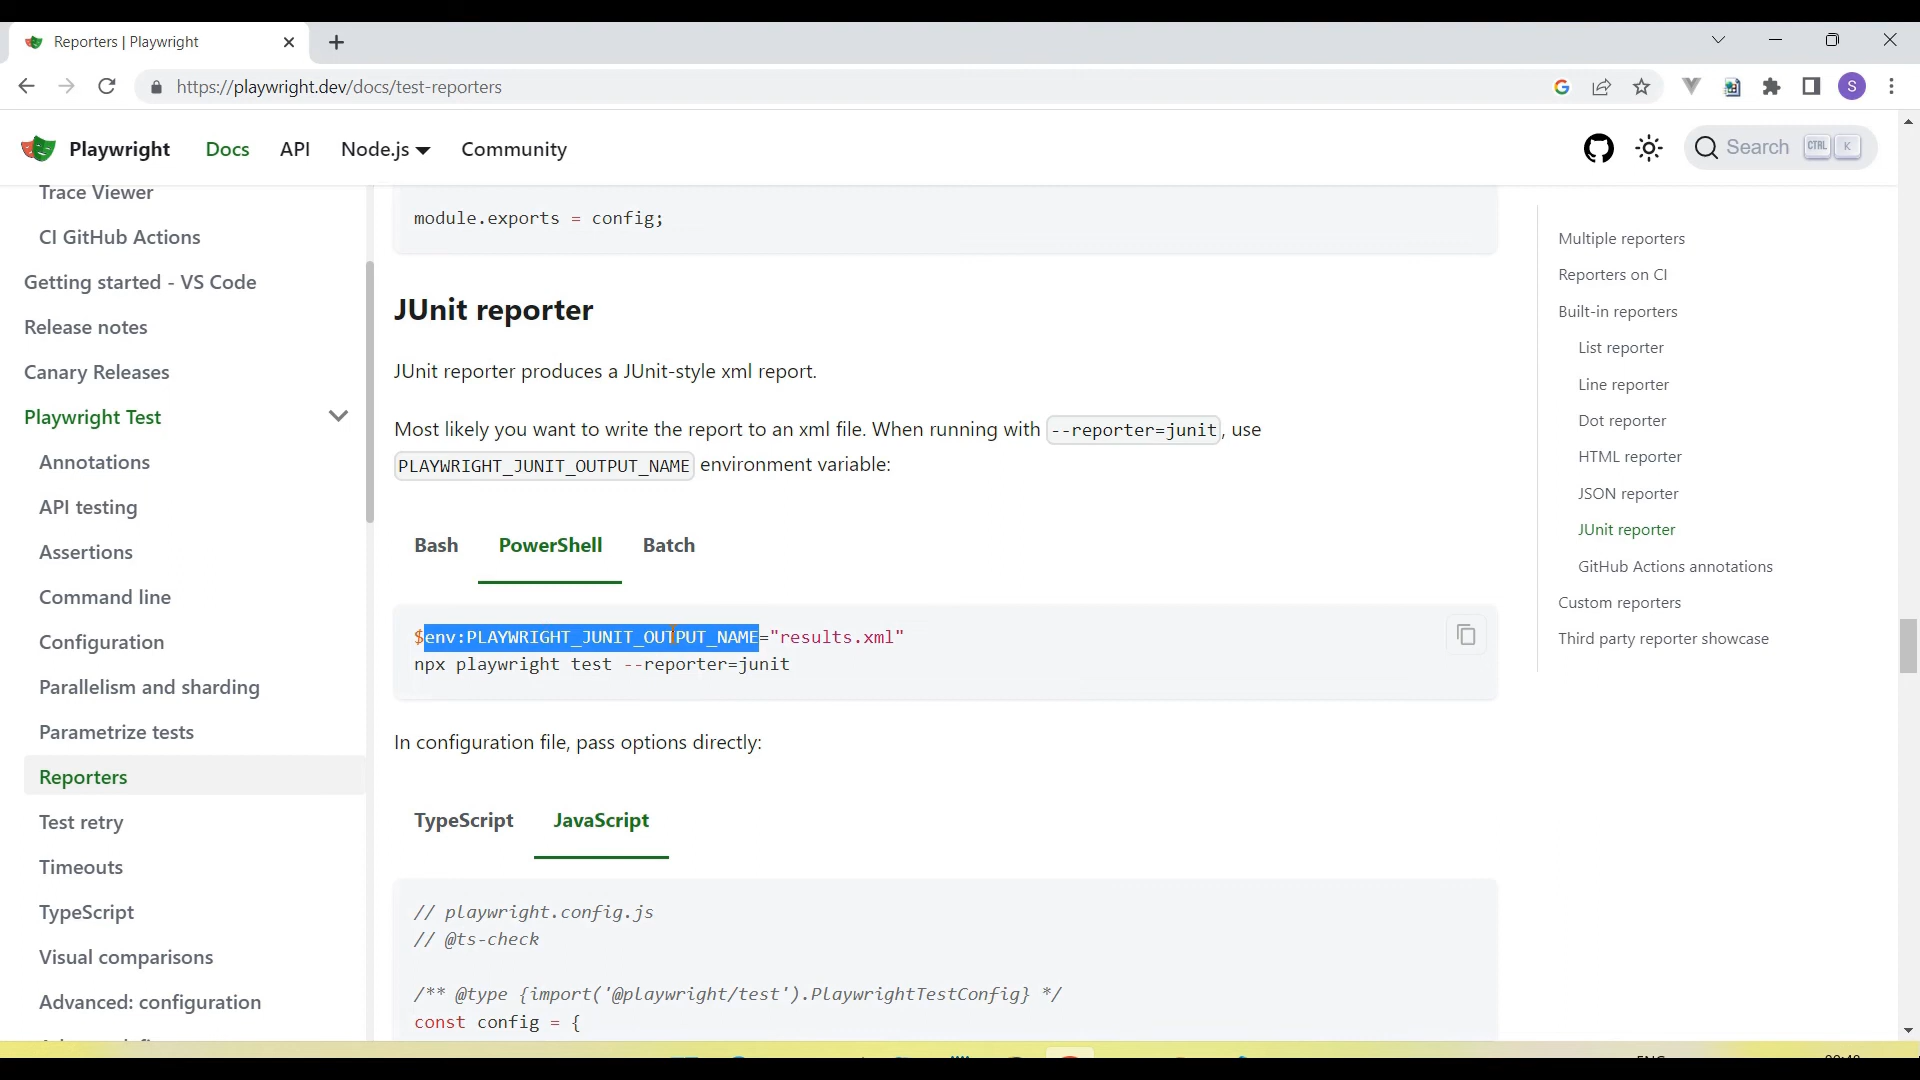 Reporters | Playwright
https://playwright.dev/docs/test-reporters
S
Playwright Docs API Node.js Community
Search CTRL K
Trace Viewer
CI GitHub Actions
Getting started - VS Code
Release notes
Canary Releases
Playwright Test
Annotations
API testing
Assertions
Command line
Configuration
Parallelism and sharding
Parametrize tests
Reporters
Test retry
Timeouts
TypeScript
Visual comparisons
Advanced: configuration
module.exports = config;
JUnit reporter
JUnit reporter produces a JUnit-style xml report.
Most likely you want to write the report to an xml file. When running with --reporter=junit, use
PLAYWRIGHT_JUNIT_OUTPUT_NAME environment variable:
Bash PowerShell Batch
$env:PLAYWRIGHT_JUNIT_OUTPUT_NAME="results.xml"
npx playwright test --reporter=junit
In configuration file, pass options directly:
TypeScript JavaScript
// playwright.config.js
// @ts-check
/** @type {import('@playwright/test').PlaywrightTestConfig} */
const config = {
Multiple reporters
Reporters on CI
Built-in reporters
List reporter
Line reporter
Dot reporter
HTML reporter
JSON reporter
JUnit reporter
GitHub Actions annotations
Custom reporters
Third party reporter showcase